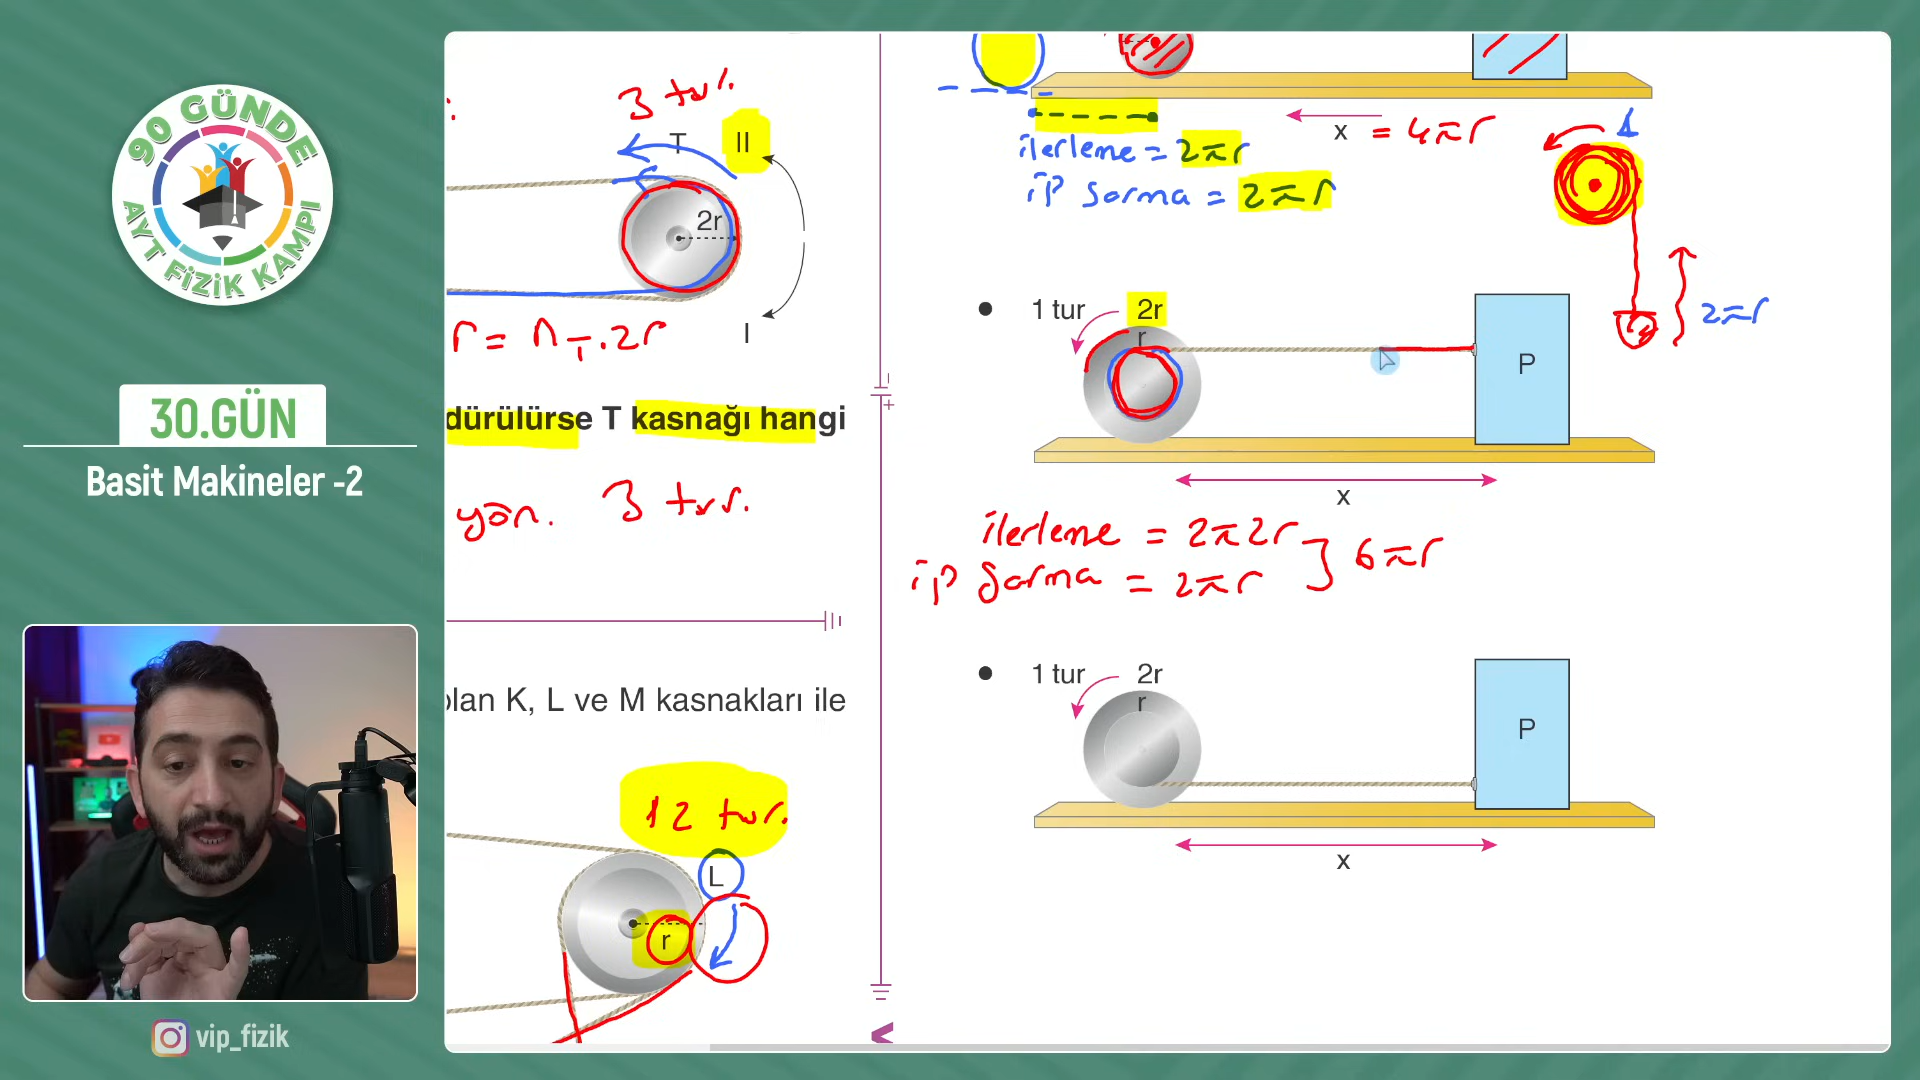 90 GÜNDE
AYT FİZİK KAMPI
30.GÜN
Basit Makineler -2
vip_fizik
3 tur.
T
II
2r
I
r = n_T.2r
dürülürse T kasnağı hangi
yön. 3 tur.
olan K, L ve M kasnakları ile
12 tur.
L
r
x = 4πr
ilerleme = 2πr
ip sarma = 2πr
2πr
1 tur 2r
r
P
x
ilerleme = 2π2r
ip sarma = 2πr } 6πr
1 tur 2r
r
P
x